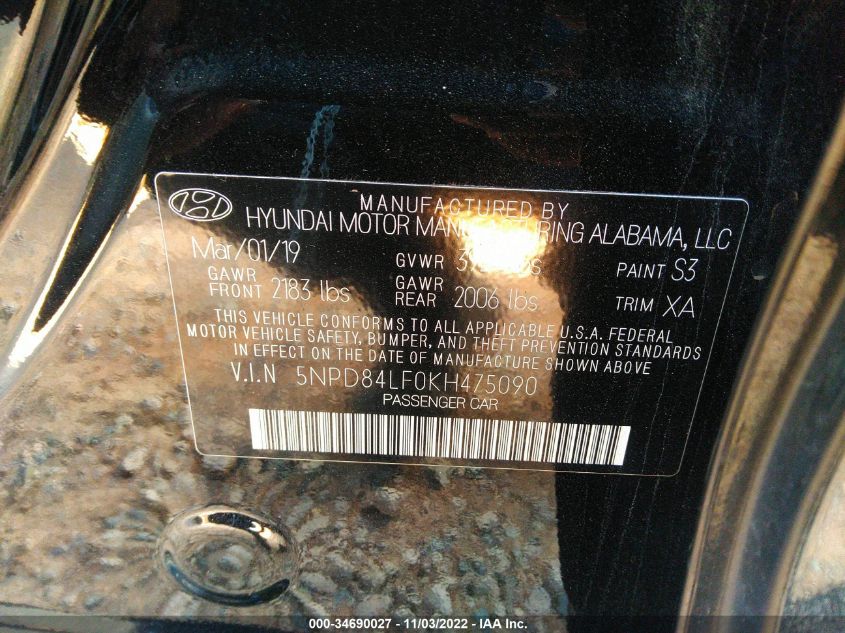 MANUFACTURED BY
HYUNDAI MOTOR MANUFACTURING ALABAMA, LLC
Mar/01/19 GVWR PAINT S3
GAWR FRONT 2183 lbs GAWR REAR 2006 lbs TRIM XA
THIS VEHICLE CONFORMS TO ALL APPLICABLE U.S.A. FEDERAL
MOTOR VEHICLE SAFETY, BUMPER, AND THEFT PREVENTION STANDARDS
IN EFFECT ON THE DATE OF MANUFACTURE SHOWN ABOVE
V.I.N 5NPD84LF0KH475090
PASSENGER CAR
000-34690027 - 11/03/2022 - IAA Inc.